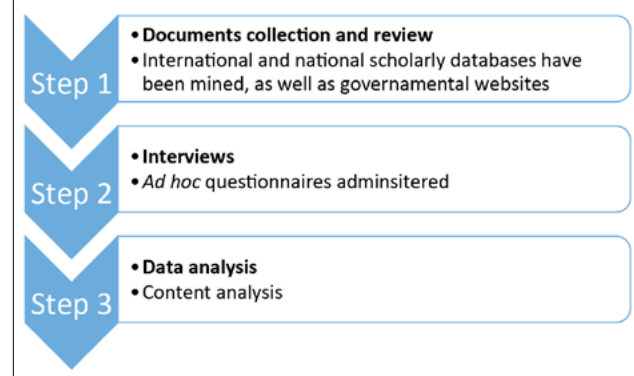 Step 1
• Documents collection and review
• International and national scholarly databases have
been mined, as well as governamental websites
Step 2
• Interviews
• Ad hoc questionnaires adminsitered
Step 3
• Data analysis
• Content analysis